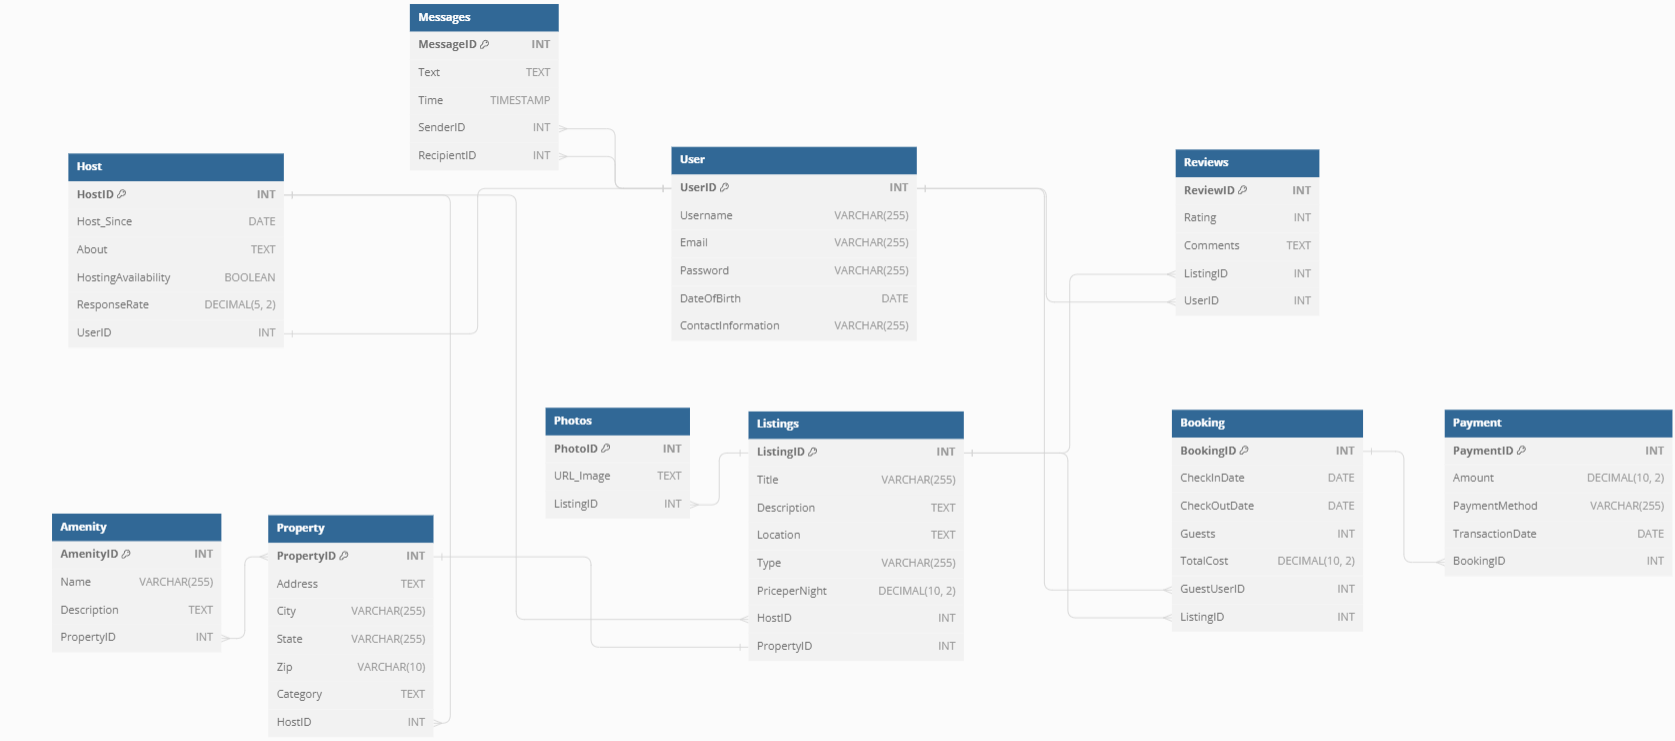 Messages
MessageID INT
Text TEXT
Time TIMESTAMP
SenderID INT
RecipientID INT
Host
HostID INT
Host_Since DATE
About TEXT
HostingAvailability BOOLEAN
ResponseRate DECIMAL(5, 2)
UserID INT
User
UserID INT
Username VARCHAR(255)
Email VARCHAR(255)
Password VARCHAR(255)
DateOfBirth DATE
ContactInformation VARCHAR(255)
Reviews
ReviewID INT
Rating INT
Comments TEXT
ListingID INT
UserID INT
Photos
PhotoID INT
URL_Image TEXT
ListingID INT
Listings
ListingID INT
Title VARCHAR(255)
Description TEXT
Location TEXT
Type VARCHAR(255)
PriceperNight DECIMAL(10, 2)
HostID INT
PropertyID INT
Booking
BookingID INT
CheckInDate DATE
CheckOutDate DATE
Guests INT
TotalCost DECIMAL(10, 2)
GuestUserID INT
ListingID INT
Payment
PaymentID INT
Amount DECIMAL(10, 2)
PaymentMethod VARCHAR(255)
TransactionDate DATE
BookingID INT
Amenity
AmenityID INT
Name VARCHAR(255)
Description TEXT
PropertyID INT
Property
PropertyID INT
Address TEXT
City VARCHAR(255)
State VARCHAR(255)
Zip VARCHAR(10)
Category TEXT
HostID INT